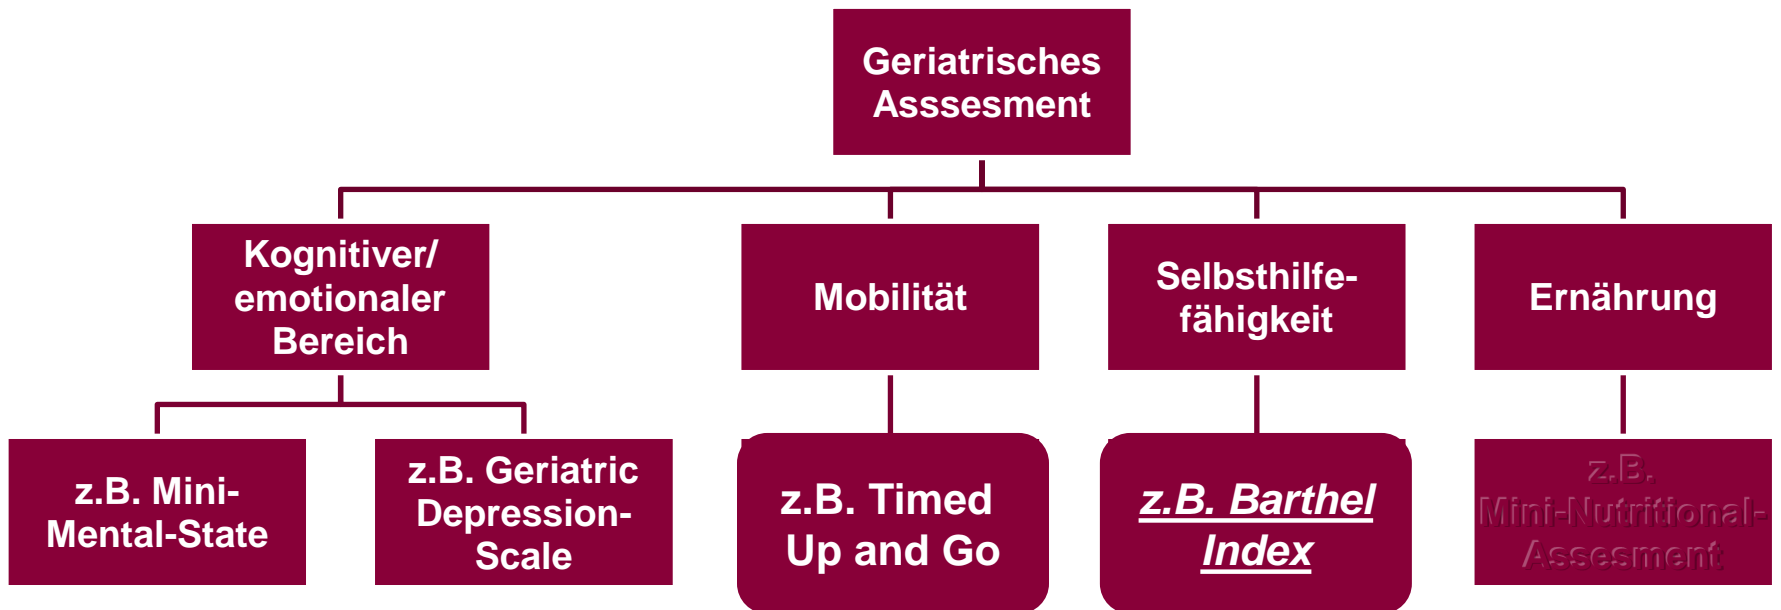 Geriatrisches
Asssesment
Kognitiver/
emotionaler
Bereich
Mobilität
Selbsthilfe-
fähigkeit
Ernährung
z.B. Mini-
Mental-State
z.B. Geriatric
Depression-
Scale
z.B. Timed
Up and Go
z.B. Barthel
Index
z.B.
Mini-Nutritional-
Assesment